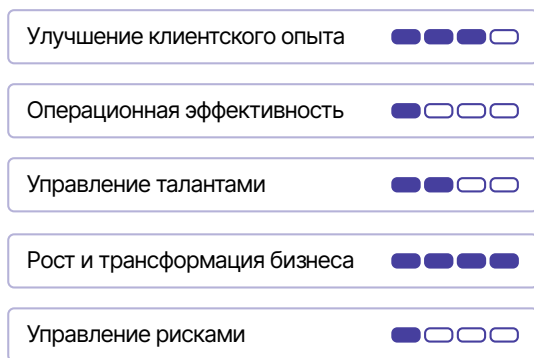 Улучшение клиентского опыта
Операционная эффективность
Управление талантами
Рост и трансформация бизнеса
Управление рисками